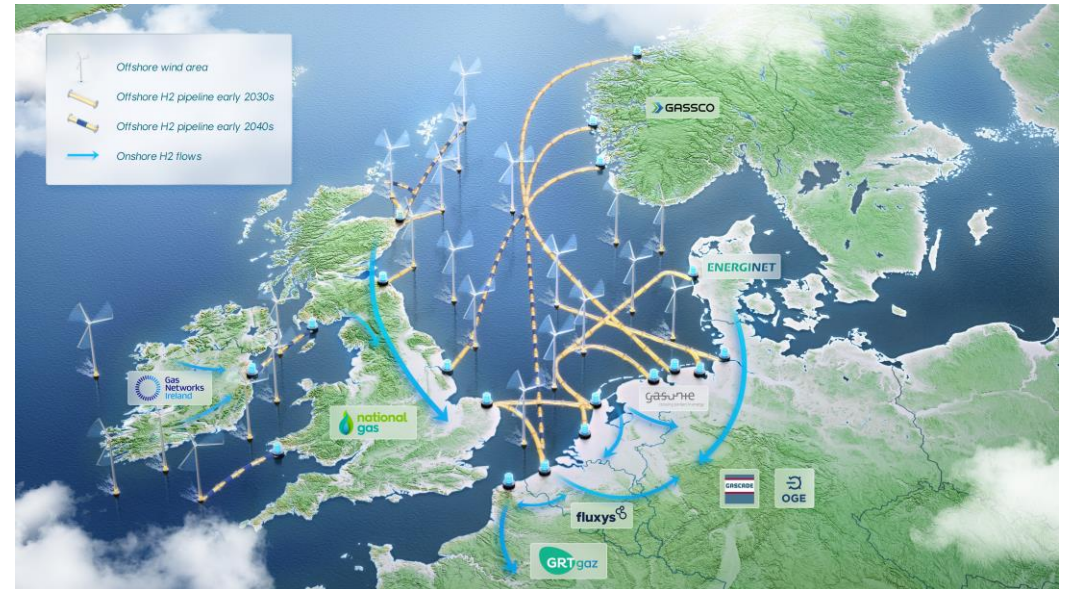 Offshore wind area
Offshore H2 pipeline early 2030s
Offshore H2 pipeline early 2040s
Onshore H2 flows
GASSCO
ENERGINET
Gas
Networks
Ireland
national
gas
gasunie
GASCADE
OGE
fluxys
GRTgaz